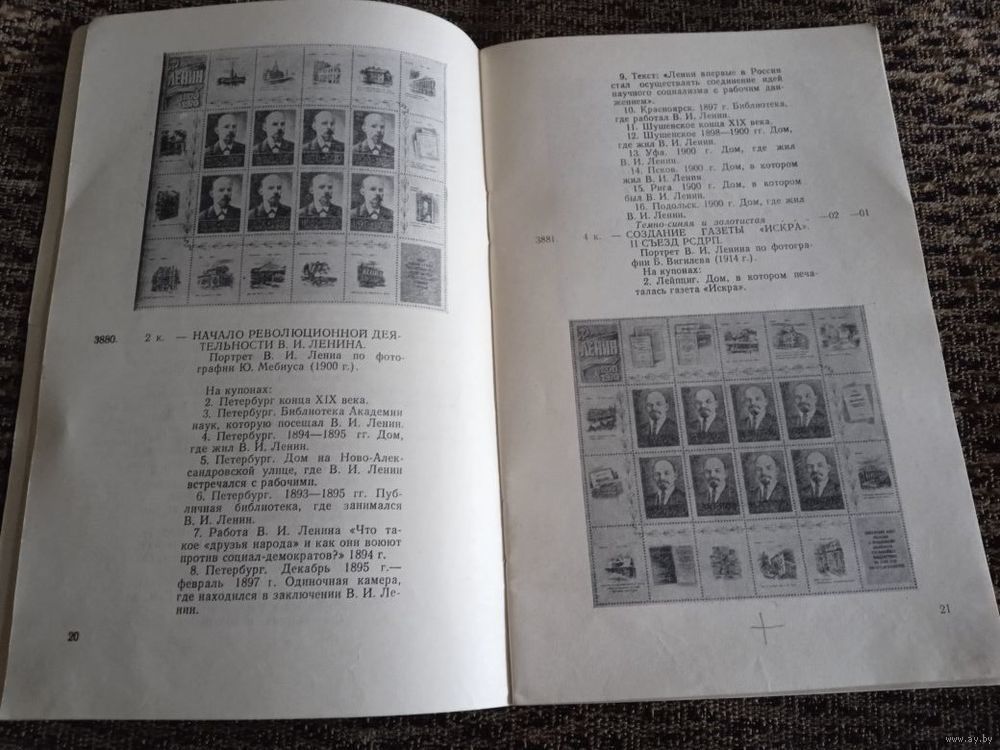 ЛЕНИН
1870
1970
3880. 2 к. — НАЧАЛО РЕВОЛЮЦИОННОЙ ДЕЯ-
ТЕЛЬНОСТИ В. И. ЛЕНИНА.
Портрет В. И. Лениа по фото-
графии Ю. Мебиуса (1900 г.).
На купонах:
2. Петербург конца XIX века.
3. Петербург. Библиотека Академии
наук, которую посещал В. И. Ленин.
4. Петербург. 1894—1895 гг. Дом,
где жил В. И. Ленин.
5. Петербург. Дом на Ново-Алек-
сандровской улице, где В. И. Ленин
встречался с рабочими.
6. Петербург. 1893—1895 гг. Пуб-
личная библиотека, где занимался
В. И. Ленин.
7. Работа В. И. Ленина «Что та-
кое «друзья народа» и как они воюют
против социал-демократов?» 1894 г.
8. Петербург. Декабрь 1895 г.—
февраль 1897 г. Одиночная камера,
где находился в заключении В. И. Ле-
нин.
20
9. Текст: «Ленин впервые в России
стал осуществлять соединение идей
научного социализма с рабочим дви-
жением».
10. Красноярск. 1897 г. Библиотека,
где работал В. И. Ленин.
11. Шушенское конца XIX века.
12. Шушенское 1898—1900 гг. Дом,
где жил В. И. Ленин.
13. Уфа. 1900 г. Дом, где жил
В. И. Ленин.
14. Псков. 1900 г. Дом, в котором
жил В. И. Ленин
15. Рига. 1900 г. Дом, в котором
был В. И. Ленин.
16. Подольск. 1900 г. Дом, где жил
В. И. Ленин.
Темно-синяя и золотистая —02 —01
3881. 4 к. — СОЗДАНИЕ ГАЗЕТЫ «ИСКРА».
II СЪЕЗД РСДРП.
Портрет В. И. Ленина по фотогра-
фии Б. Вигилева (1914 г.).
На купонах:
2. Лейпциг. Дом, в котором печа-
талась газета «Искра».
ЛЕНИН
1870
1970
21
www.ay.by